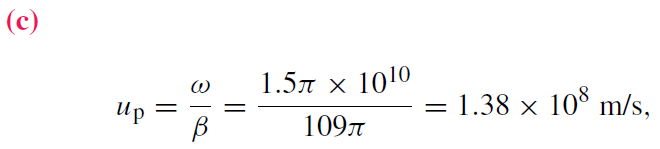 (c)
u_p = ω/β = 1.5π × 10^10/109π = 1.38 × 10^8 m/s,